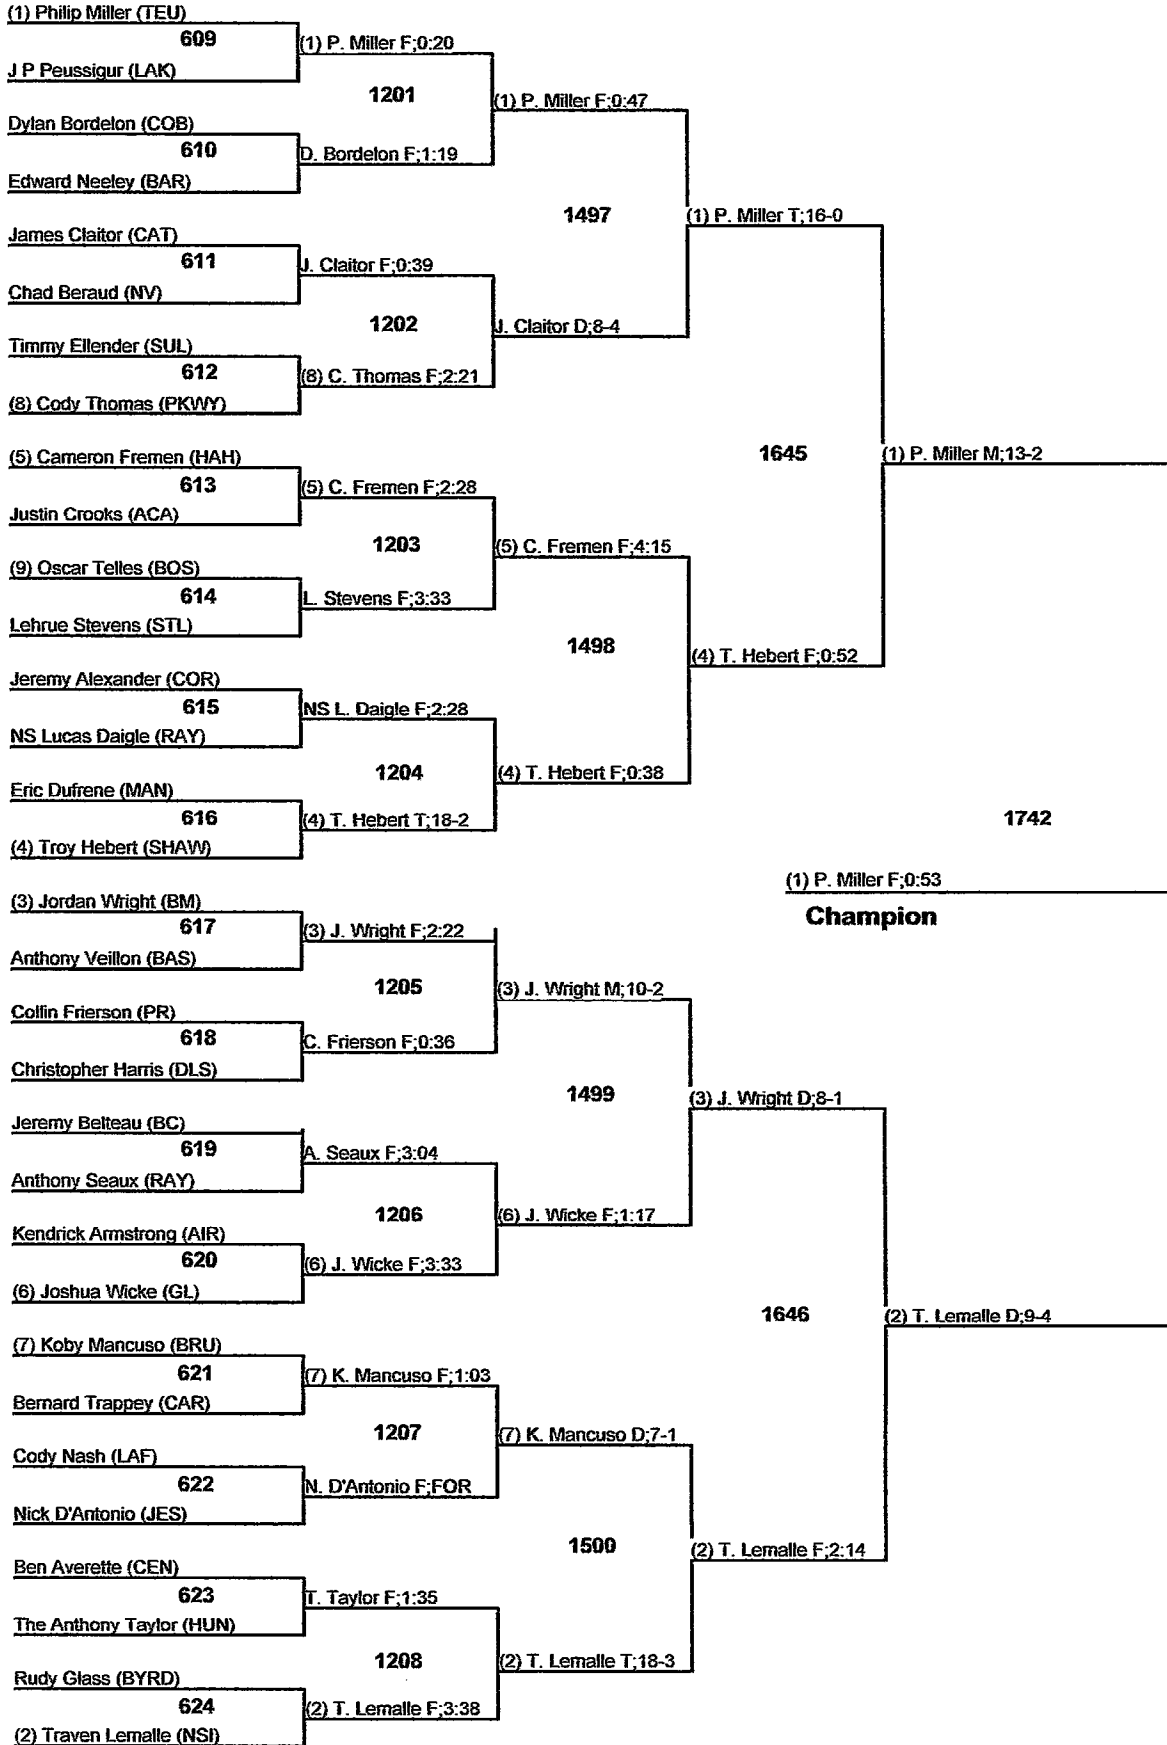 (1) Philip Miller (TEU)
609
(1) P. Miller F;0:20
J P Peussigur (LAK)
1201
(1) P. Miller F;0:47
Dylan Bordelon (COB)
610
D. Bordelon F;1:19
Edward Neeley (BAR)
1497
(1) P. Miller T;16-0
James Claitor (CAT)
611
J. Claitor F;0:39
Chad Beraud (NV)
1202
J. Claitor D;8-4
Timmy Ellender (SUL)
612
(8) C. Thomas F;2:21
(8) Cody Thomas (PKWY)
1645
(1) P. Miller M;13-2
(5) Cameron Fremen (HAH)
613
(5) C. Fremen F;2:28
Justin Crooks (ACA)
1203
(5) C. Fremen F;4:15
(9) Oscar Telles (BOS)
614
L. Stevens F;3:33
Lehrue Stevens (STL)
1498
(4) T. Hebert F;0:52
Jeremy Alexander (COR)
615
NS L. Daigle F;2:28
NS Lucas Daigle (RAY)
1204
(4) T. Hebert F;0:38
Eric Dufrene (MAN)
616
(4) T. Hebert T;18-2
(4) Troy Hebert (SHAW)
1742
(1) P. Miller F;0:53
Champion
(3) Jordan Wright (BM)
617
(3) J. Wright F;2:22
Anthony Veillon (BAS)
1205
(3) J. Wright M;10-2
Collin Frierson (PR)
618
C. Frierson F;0:36
Christopher Harris (DLS)
1499
(3) J. Wright D;8-1
Jeremy Belteau (BC)
619
A. Seaux F;3:04
Anthony Seaux (RAY)
1206
(6) J. Wicke F;1:17
Kendrick Armstrong (AIR)
620
(6) J. Wicke F;3:33
(6) Joshua Wicke (GL)
1646
(2) T. Lemalle D;9-4
(7) Koby Mancuso (BRU)
621
(7) K. Mancuso F;1:03
Bernard Trappey (CAR)
1207
(7) K. Mancuso D;7-1
Cody Nash (LAF)
622
N. D'Antonio F;FOR
Nick D'Antonio (JES)
1500
(2) T. Lemalle F;2:14
Ben Averette (CEN)
623
T. Taylor F;1:35
The Anthony Taylor (HUN)
1208
(2) T. Lemalle T;18-3
Rudy Glass (BYRD)
624
(2) T. Lemalle F;3:38
(2) Traven Lemalle (NSI)